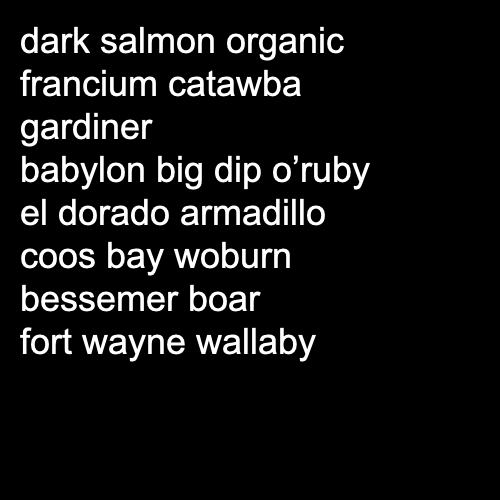 dark salmon organic
francium catawba
gardiner
babylon big dip o’ruby
el dorado armadillo
coos bay woburn
bessemer boar
fort wayne wallaby